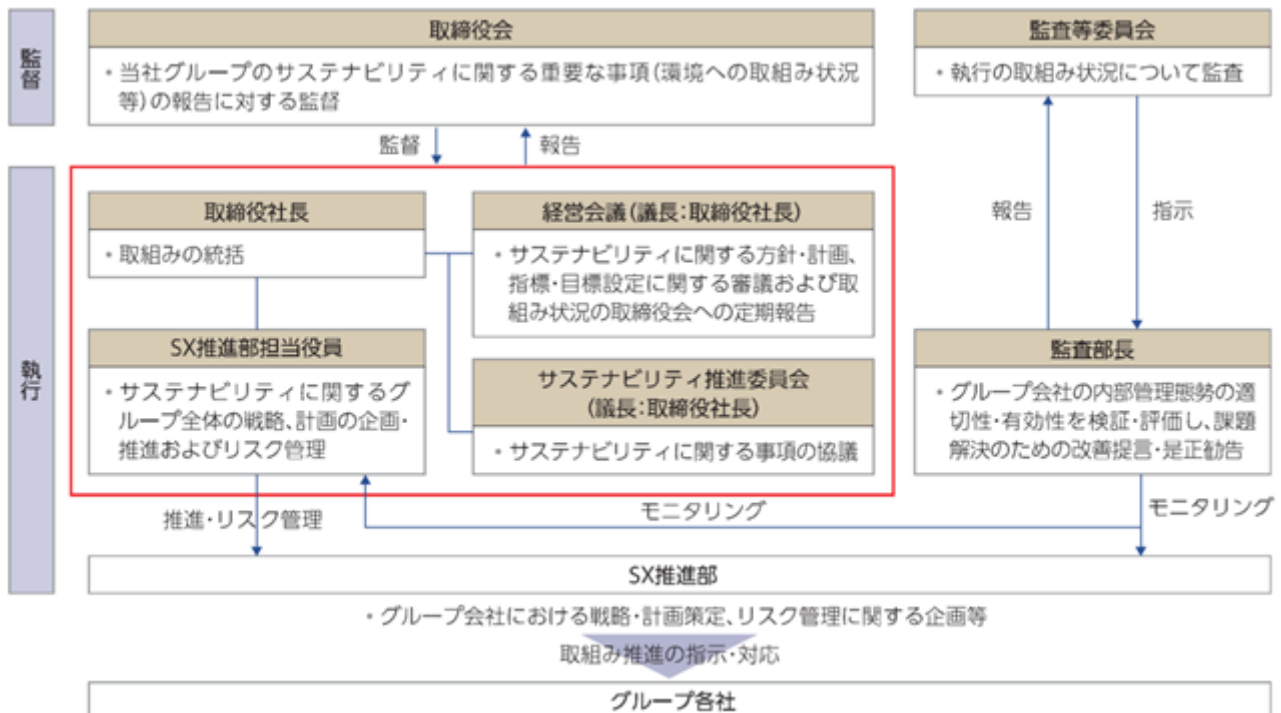 監督
取締役会
・当社グループのサステナビリティに関する重要な事項(環境への取組み状況
等)の報告に対する監督
監査等委員会
・執行の取組み状況について監査
監督
報告
執行
取締役社長
・取組みの統括
経営会議(議長:取締役社長)
・サステナビリティに関する方針・計画、
指標・目標設定に関する審議および取
組み状況の取締役会への定期報告
報告
指示
SX推進部担当役員
・サステナビリティに関するグ
ループ全体の戦略、計画の企画・
推進およびリスク管理
サステナビリティ推進委員会
(議長:取締役社長)
・サステナビリティに関する事項の協議
監査部長
・グループ会社の内部管理態勢の適
切性・有効性を検証・評価し、課題
解決のための改善提言・是正勧告
推進・リスク管理
モニタリング
モニタリング
SX推進部
・グループ会社における戦略・計画策定、リスク管理に関する企画等
取組み推進の指示・対応
グループ各社